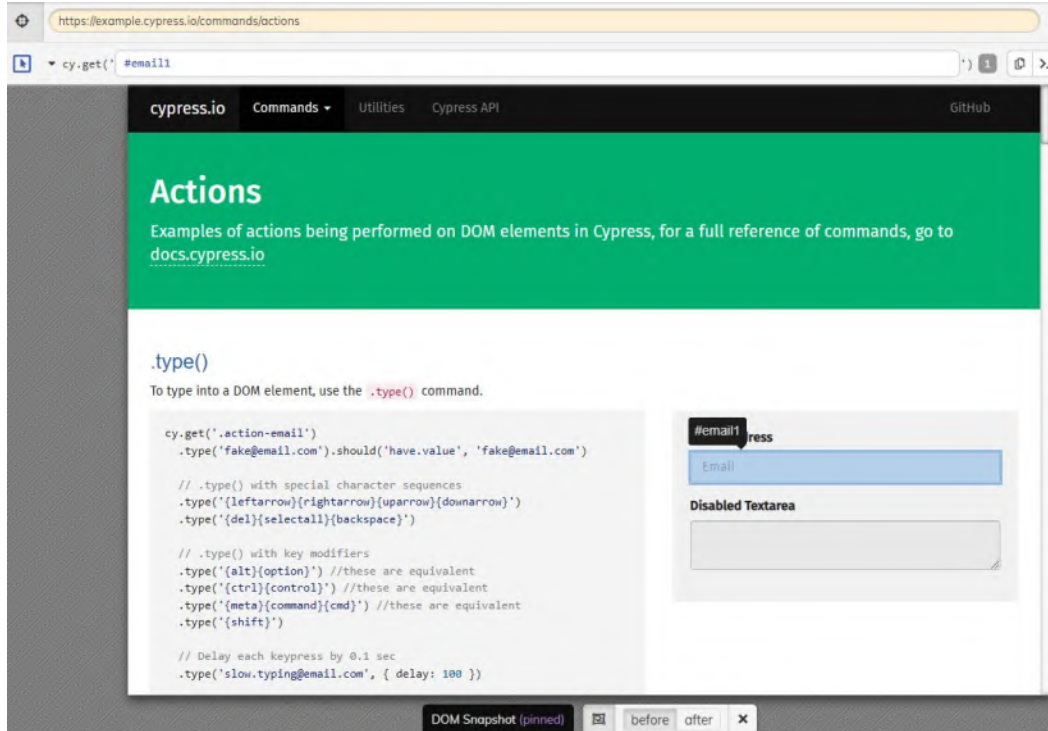 https://example.cypress.io/commands/actions
cy.get(' #email1 ') 1
cypress.io Commands Utilities Cypress API GitHub
Actions
Examples of actions being performed on DOM elements in Cypress, for a full reference of commands, go to
docs.cypress.io
.type()
To type into a DOM element, use the .type() command.
cy.get('.action-email')
.type('fake@email.com').should('have.value', 'fake@email.com')
// .type() with special character sequences
.type('{leftarrow}{rightarrow}{uparrow}{downarrow}')
.type('{del}{selectall}{backspace}')
// .type() with key modifiers
.type('{alt}{option}') //these are equivalent
.type('{ctrl}{control}') //these are equivalent
.type('{meta}{command}{cmd}') //these are equivalent
.type('{shift}')
// Delay each keypress by 0.1 sec
.type('slow.typing@email.com', { delay: 100 })
#email1 ress
Email
Disabled Textarea
DOM Snapshot (pinned) before after